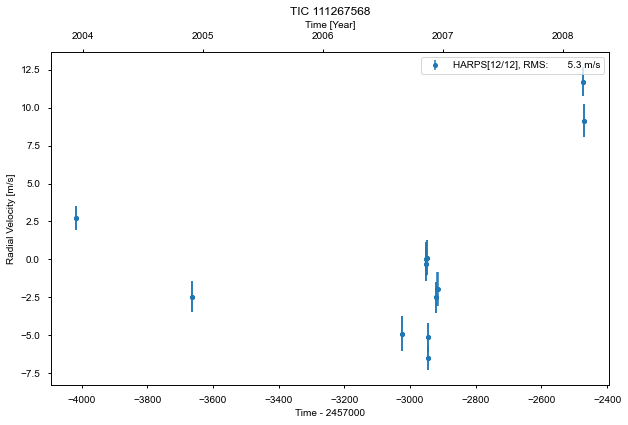 TIC 111267568
Time [Year]
2004 2005 2006 2007 2008
HARPS[12/12], RMS: 5.3 m/s
12.5
10.0
7.5
5.0
2.5
0.0
−2.5
−5.0
−7.5
Radial Velocity [m/s]
−4000 −3800 −3600 −3400 −3200 −3000 −2800 −2600 −2400
Time - 2457000